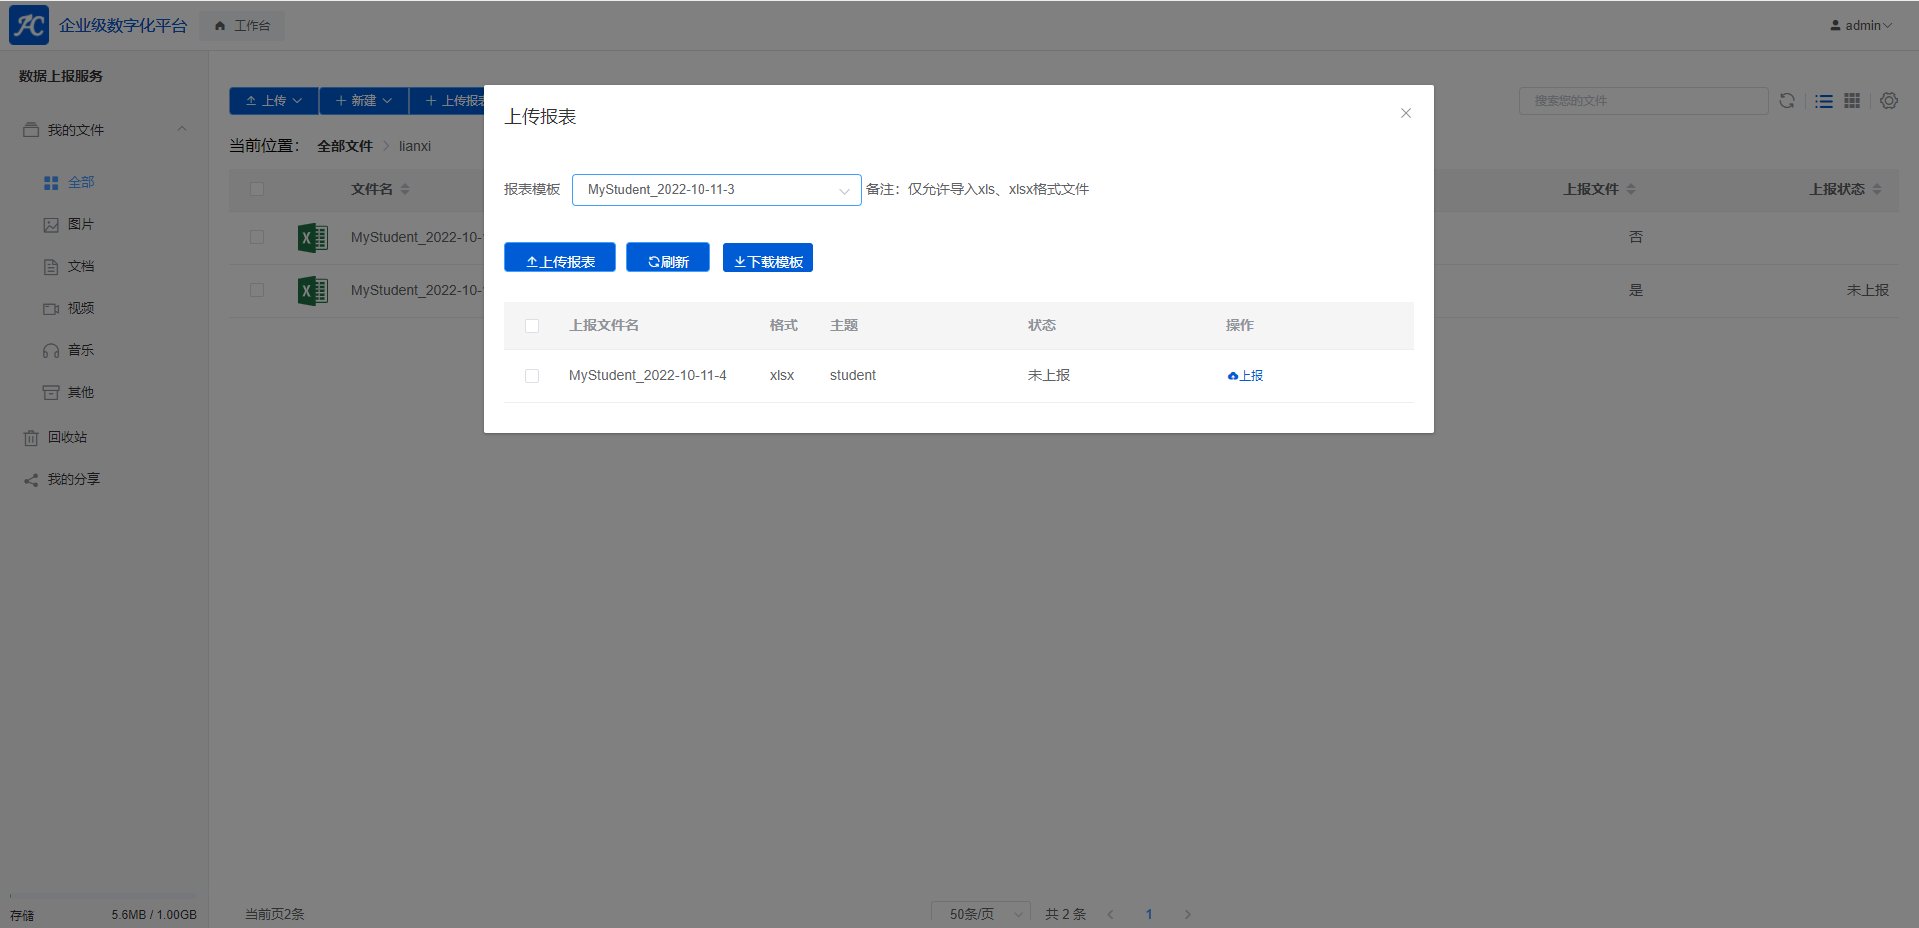 企业级数字化平台
工作台
admin
数据上报服务
我的文件
全部
图片
文档
视频
音乐
其他
回收站
我的分享
存储
5.6MB / 1.00GB
上传
新建
上传报表
搜索您的文件
当前位置：
全部文件
lianxi
文件名
上报文件
上报状态
MyStudent_2022-10-
否
MyStudent_2022-10-
是
未上报
上传报表
报表模板
MyStudent_2022-10-11-3
备注：仅允许导入xls、xlsx格式文件
上传报表
刷新
下载模板
上报文件名 格式 主题 状态 操作
MyStudent_2022-10-11-4 xlsx student 未上报 上报
当前页2条
50条/页
共 2 条
1